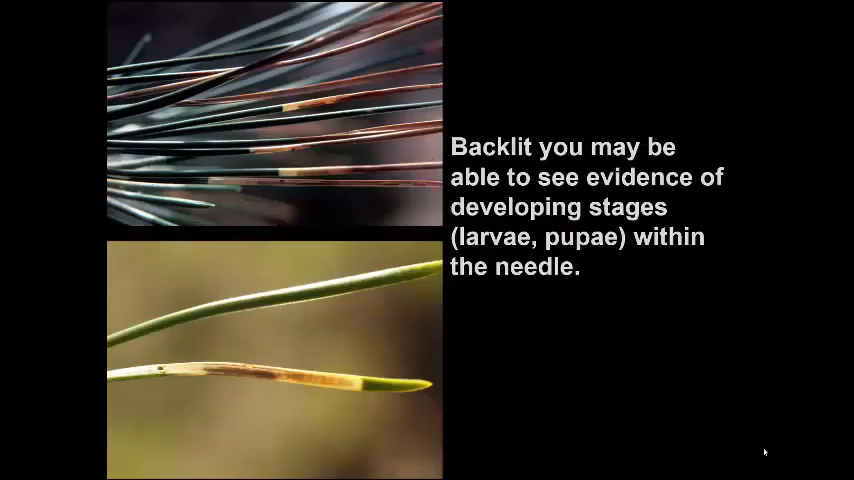 Backlit you may be
able to see evidence of
developing stages
(larvae, pupae) within
the needle.